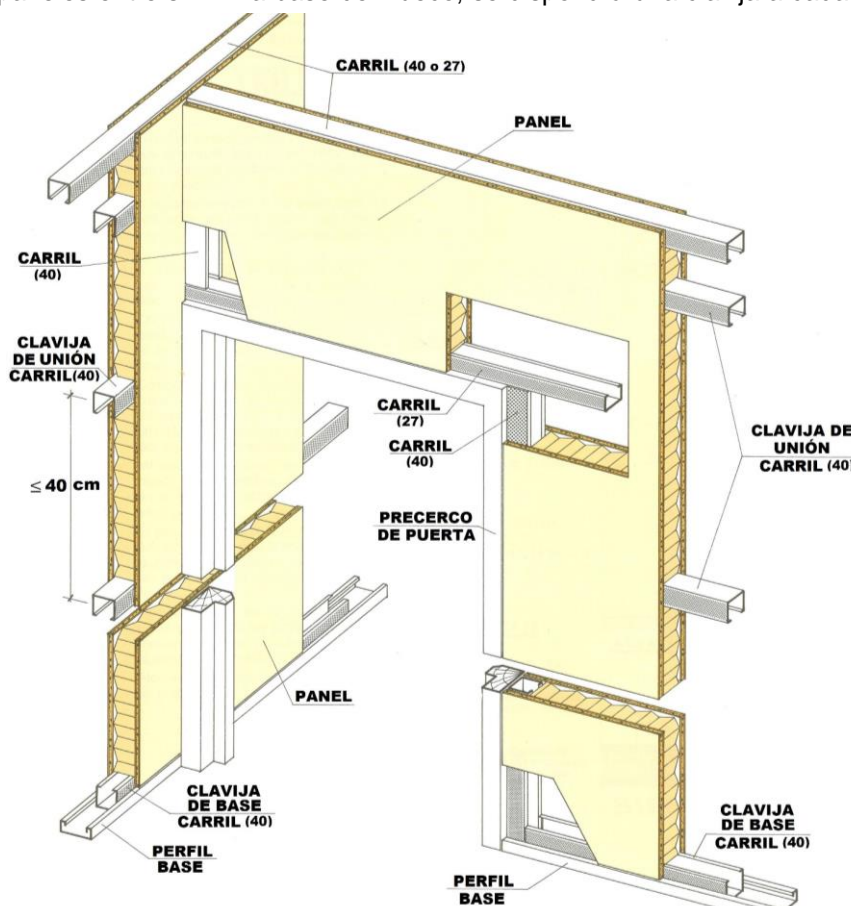 CARRIL (40 o 27)
PANEL
CARRIL
(40)
CLAVIJA
DE UNIÓN
CARRIL(40)
≤ 40 cm
CARRIL
(27)
CARRIL
(40)
CLAVIJA DE
UNIÓN
CARRIL (40)
PRECERCO
DE PUERTA
PANEL
CLAVIJA
DE BASE
CARRIL (40)
PERFIL
BASE
CLAVIJA
DE BASE
CARRIL (40)
PERFIL
BASE